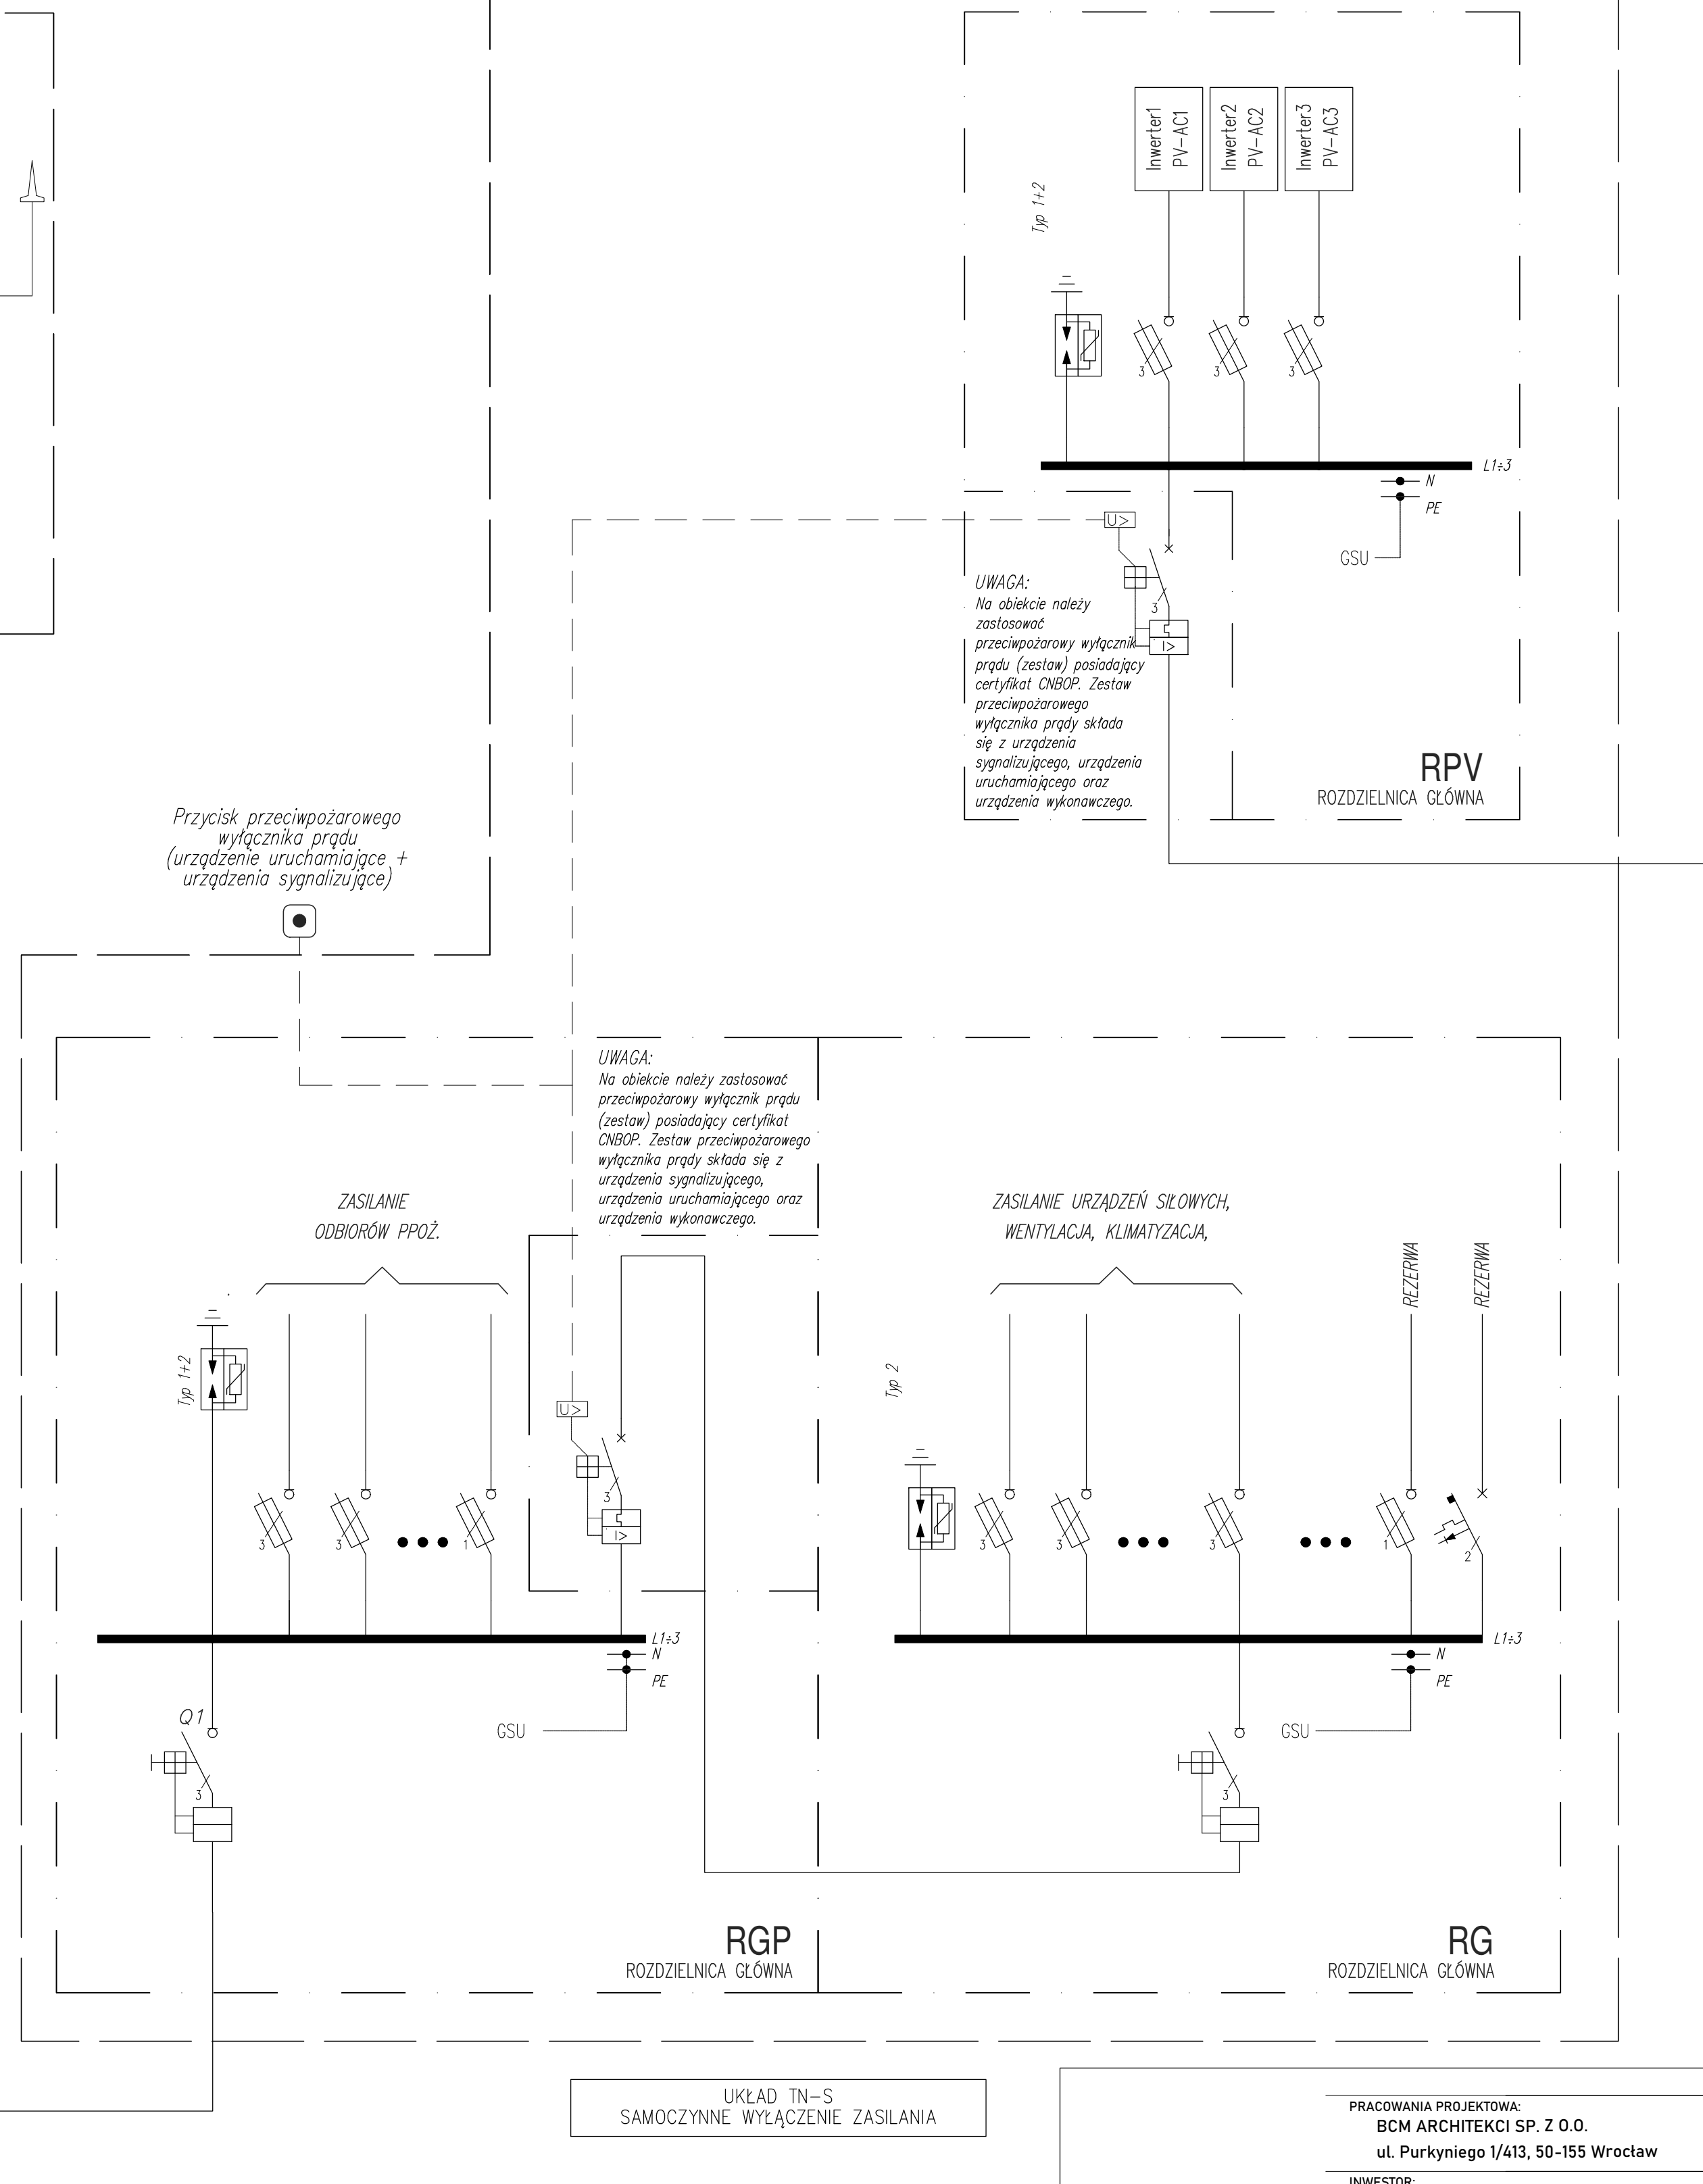 Inwerter1
PV-AC1
Inwerter2
PV-AC2
Inwerter3
PV-AC3
Typ 1+2
3
3
3
L1÷3
N
PE
GSU
U>
3
I>
UWAGA:
Na obiekcie należy
zastosować
przeciwpożarowy wyłącznik
prądu (zestaw) posiadający
certyfikat CNBOP. Zestaw
przeciwpożarowego
wyłącznika prądy składa
się z urządzenia
sygnalizującego, urządzenia
uruchamiającego oraz
urządzenia wykonawczego.
RPV
ROZDZIELNICA GŁÓWNA
Przycisk przeciwpożarowego
wyłącznika prądu
(urządzenie uruchamiające +
urządzenia sygnalizujące)
UWAGA:
Na obiekcie należy zastosować
przeciwpożarowy wyłącznik prądu
(zestaw) posiadający certyfikat
CNBOP. Zestaw przeciwpożarowego
wyłącznika prądy składa się z
urządzenia sygnalizującego,
urządzenia uruchamiającego oraz
urządzenia wykonawczego.
ZASILANIE
ODBIORÓW PPOŻ.
Typ 1+2
3
3
1
U>
3
I>
L1÷3
N
PE
GSU
Q1
3
RGP
ROZDZIELNICA GŁÓWNA
ZASILANIE URZĄDZEŃ SIŁOWYCH,
WENTYLACJA, KLIMATYZACJA,
REZERWA
REZERWA
Typ 2
3
3
3
1
2
L1÷3
N
PE
GSU
3
RG
ROZDZIELNICA GŁÓWNA
UKŁAD TN-S
SAMOCZYNNE WYŁĄCZENIE ZASILANIA
PRACOWANIA PROJEKTOWA:
BCM ARCHITEKCI SP. Z O.O.
ul. Purkyniego 1/413, 50-155 Wrocław
INWESTOR: